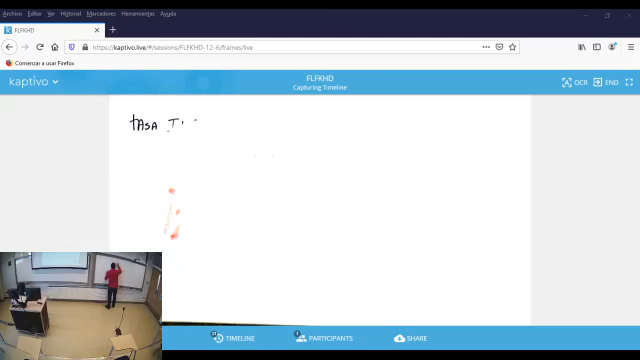 Archivo Editar Ver Historial Marcadores Herramientas Ayuda
FLFKHD
https://kaptivo.live/#/sessions/FLFKHD-12-6/frames/live
Comenzar a usar Firefox
kaptivo
FLFKHD
Capturing Timeline
OCR
END
tASA
TIMELINE
1
PARTICIPANTS
SHARE